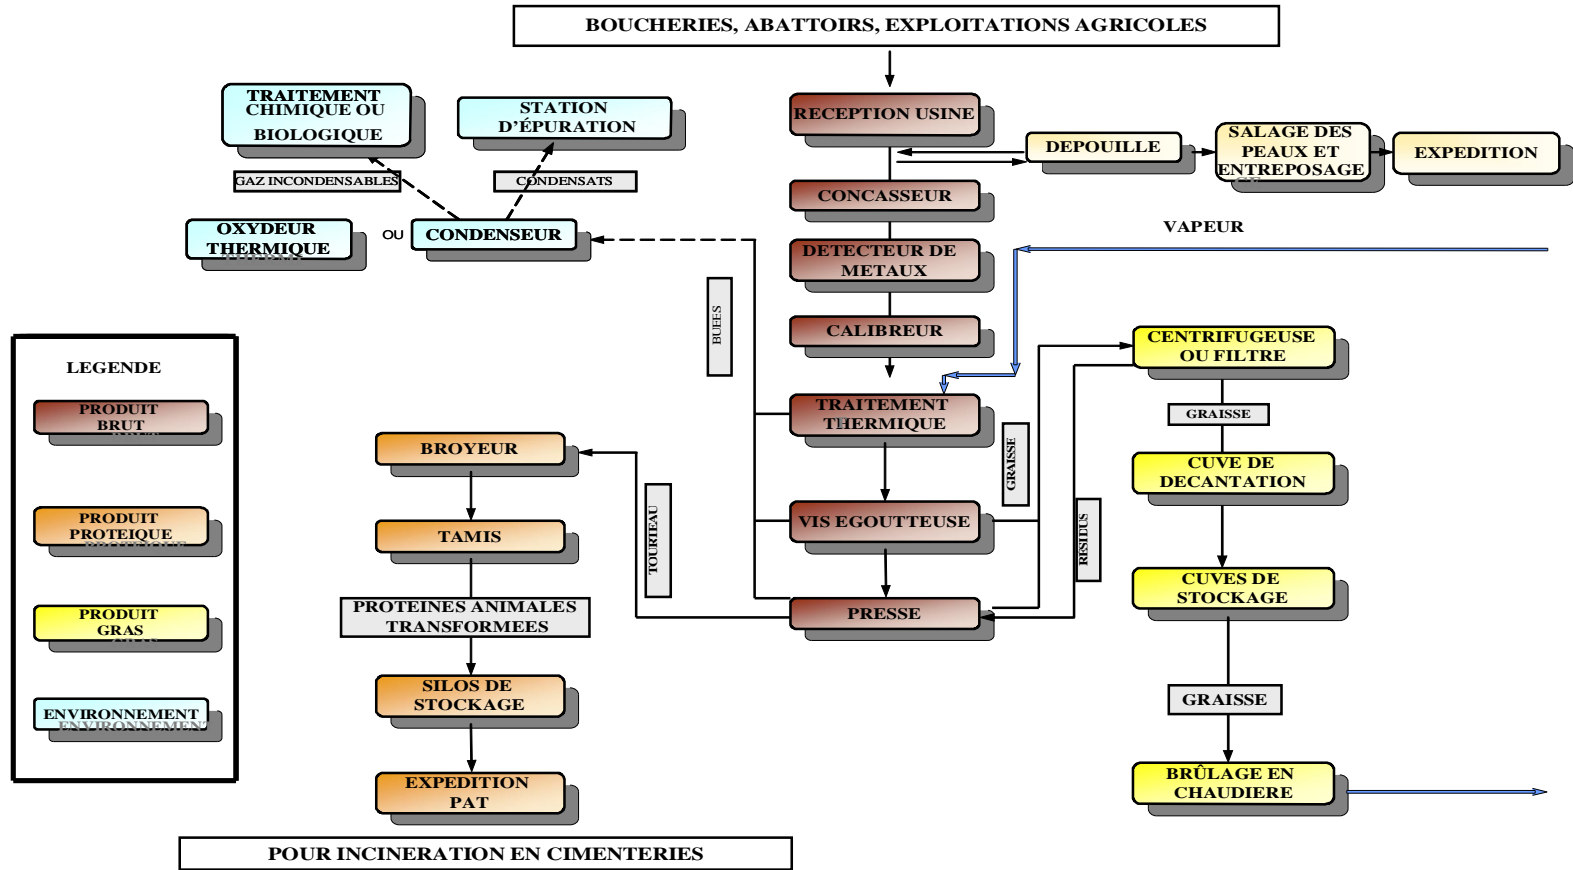 BOUCHERIES, ABATTOIRS, EXPLOITATIONS AGRICOLES
TRAITEMENT
CHIMIQUE OU
BIOLOGIQUE
STATION
D'ÉPURATION
RECEPTION USINE
DEPOUILLE
SALAGE DES
PEAUX ET
ENTREPOSAGE
EXPEDITION
GAZ INCONDENSABLES
CONDENSATS
CONCASSEUR
OXYDEUR
THERMIQUE
OU
CONDENSEUR
VAPEUR
DETECTEUR DE
METAUX
BUEES
CALIBREUR
CENTRIFUGEUSE
OU FILTRE
LEGENDE
PRODUIT
BRUT
TRAITEMENT
THERMIQUE
GRAISSE
GRAISSE
BROYEUR
CUVE DE
DECANTATION
TOURTEAU
RESIDUS
PRODUIT
PROTEIQUE
PROTEIQUE
TAMIS
VIS EGOUTTEUSE
CUVES DE
STOCKAGE
PROTEINES ANIMALES
TRANSFORMEES
PRESSE
PRODUIT
GRAS
SILOS DE
STOCKAGE
GRAISSE
ENVIRONNEMENT
ENVIRONNEMENT
EXPEDITION
PAT
BRÛLAGE EN
CHAUDIERE
POUR INCINERATION EN CIMENTERIES